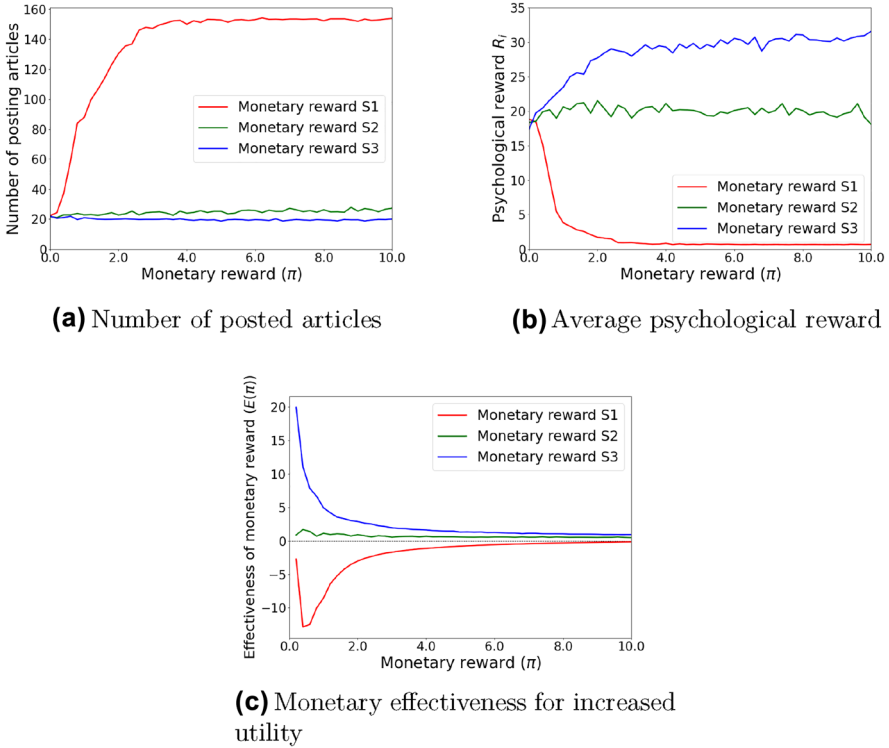 160
140
120
100
80
60
40
20
0
0.0 2.0 4.0 6.0 8.0 10.0
Number of posting articles
Monetary reward (π)
Monetary reward S1
Monetary reward S2
Monetary reward S3
(a) Number of posted articles
35
30
25
20
15
10
5
0
0.0 2.0 4.0 6.0 8.0 10.0
Psychological reward Ri
Monetary reward (π)
Monetary reward S1
Monetary reward S2
Monetary reward S3
(b) Average psychological reward
20
15
10
5
0
−5
−10
0.0 2.0 4.0 6.0 8.0 10.0
Effectiveness of monetary reward (E(π))
Monetary reward (π)
Monetary reward S1
Monetary reward S2
Monetary reward S3
(c) Monetary effectiveness for increased
utility